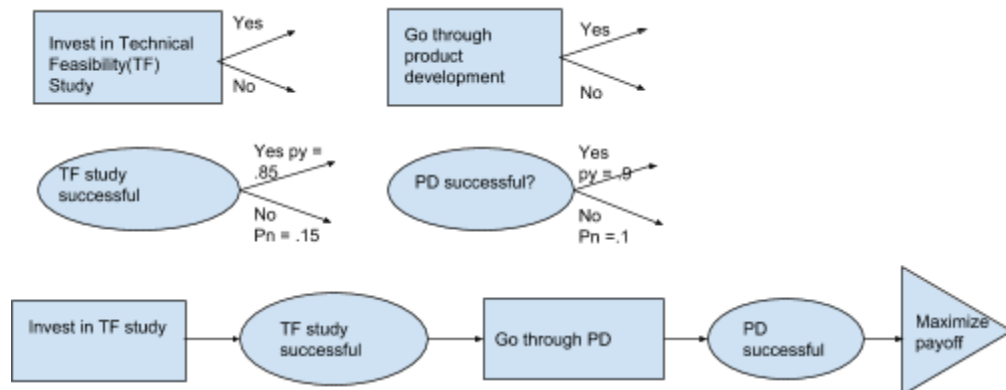 Invest in Technical
Feasibility(TF)
Study
Yes
No
Go through
product
development
Yes
No
TF study
successful
Yes py =
.85
No
Pn = .15
PD successful?
Yes
py = .9
No
Pn =.1
Invest in TF study
TF study
successful
Go through PD
PD
successful
Maximize
payoff